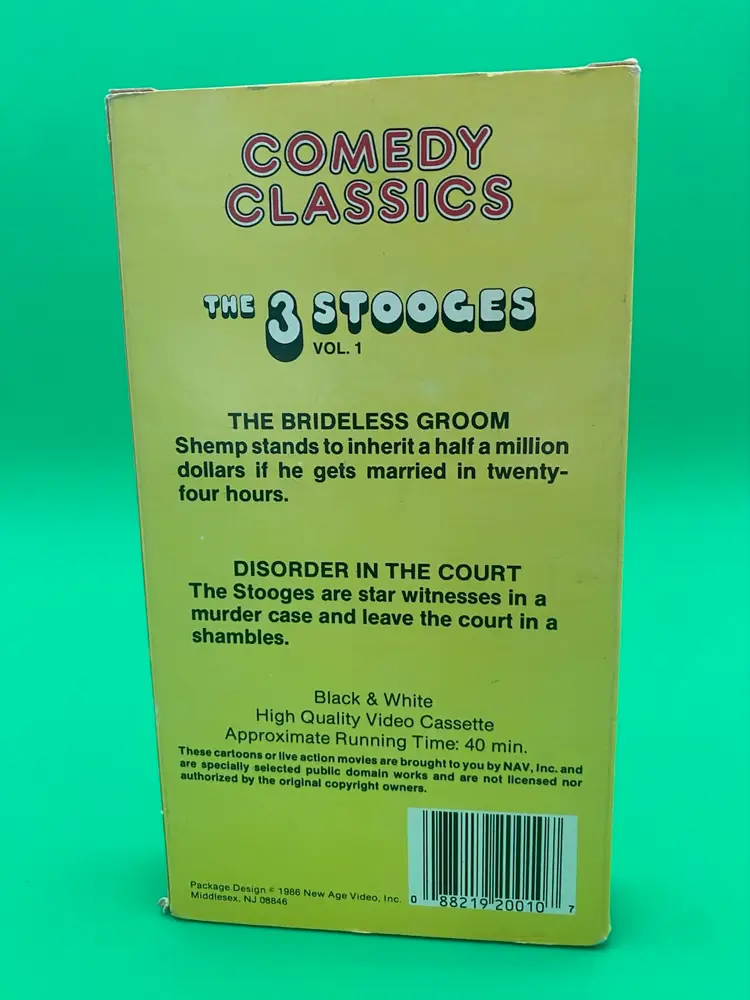 COMEDY
CLASSICS
THE 3 STOOGES
VOL. 1
THE BRIDELESS GROOM
Shemp stands to inherit a half a million
dollars if he gets married in twenty-
four hours.
DISORDER IN THE COURT
The Stooges are star witnesses in a
murder case and leave the court in a
shambles.
Black & White
High Quality Video Cassette
Approximate Running Time: 40 min.
These cartoons or live action movies are brought to you by NAV, Inc. and
are specially selected public domain works and are not licensed nor
authorized by the original copyright owners.
Package Design © 1986 New Age Video, Inc.
Middlesex, NJ 08846
0 88219 20010 7